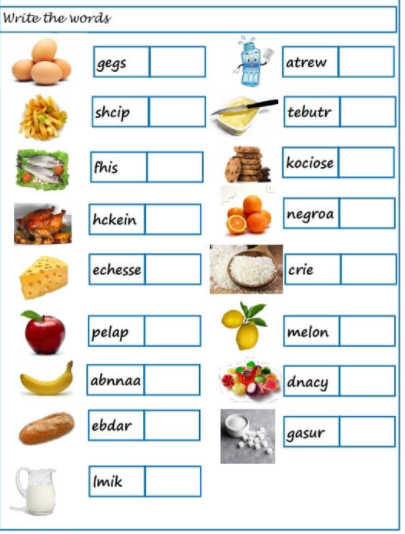 Write the words
gegs
atrew
shcip
tebutr
fhis
kociose
hckein
negroa
echesse
crie
pelap
melon
abnnaa
dnacy
ebdar
gasur
lmik